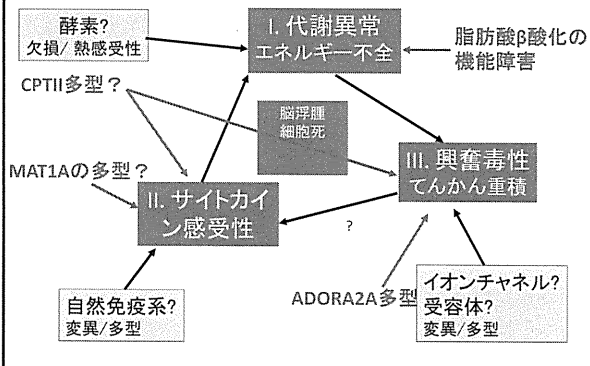 酵素?
欠損/ 熱感受性
I. 代謝異常
エネルギー不全
脂肪酸β酸化の
機能障害
CPTII多型？
脳浮腫
細胞死
MAT1Aの多型？
II. サイトカイ
ン感受性
III. 興奮毒性
てんかん重積
?
自然免疫系?
変異/多型
ADORA2A多型
イオンチャネル?
受容体?
変異/多型